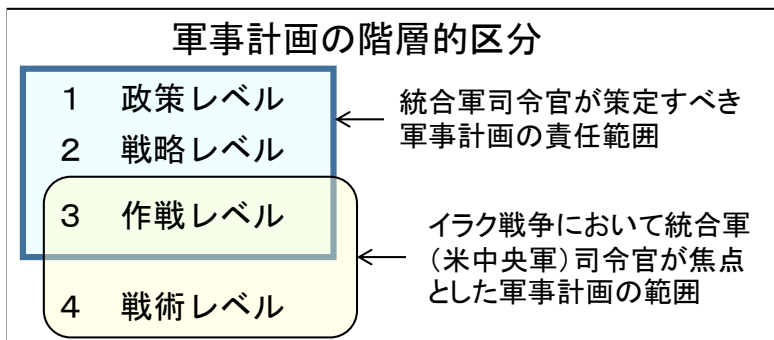 軍事計画の階層的区分
1 政策レベル
2 戦略レベル
3 作戦レベル
4 戦術レベル
統合軍司令官が策定すべき
軍事計画の責任範囲
イラク戦争において統合軍
（米中央軍）司令官が焦点
とした軍事計画の範囲